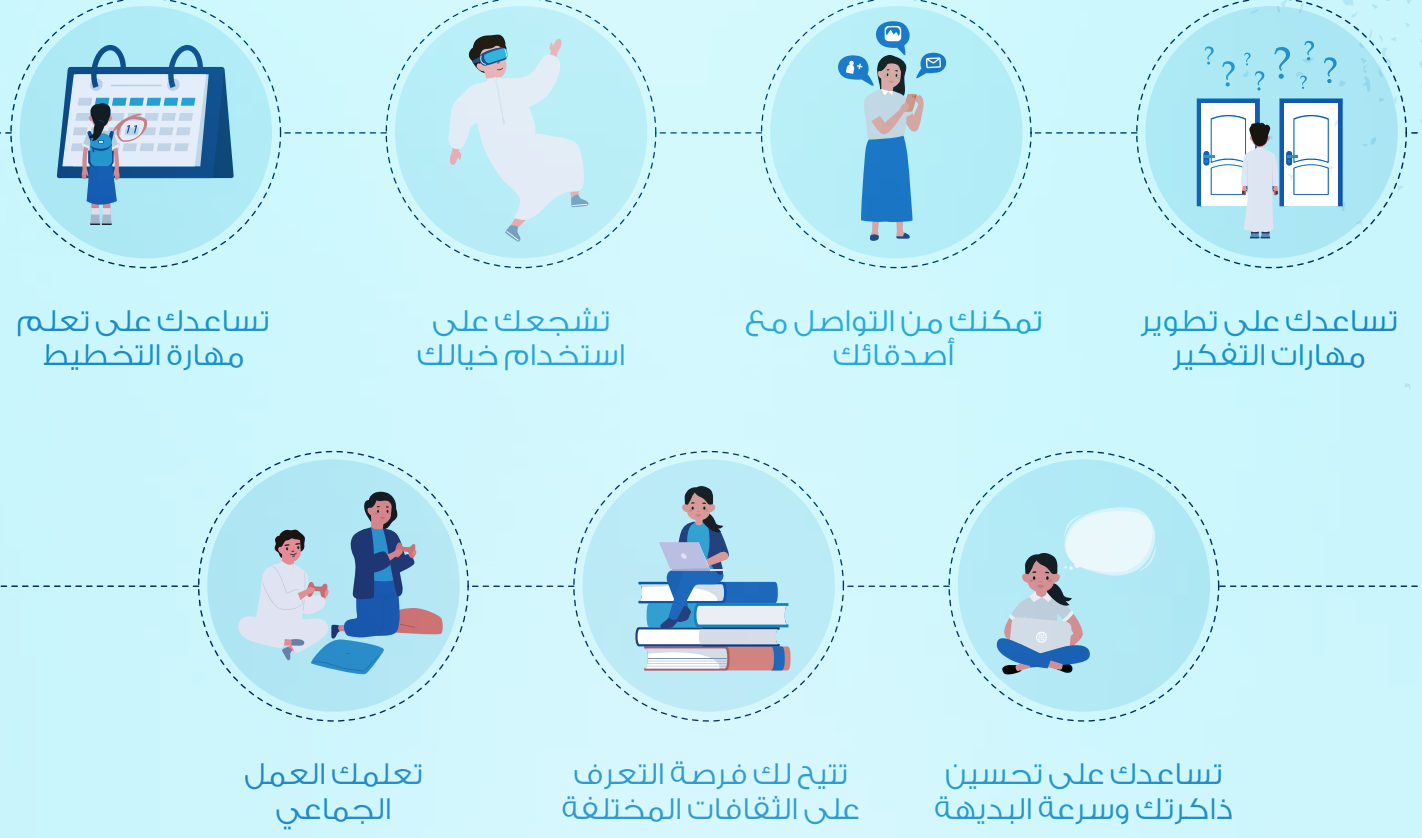 ? ? ? ? ? ? ? ?
11
تساعدك على تطوير
مهارات التفكير
تمكنك من التواصل مع
أصدقائك
تشجعك على
استخدام خيالك
تساعدك على تعلم
مهارة التخطيط
تساعدك على تحسين
ذاكرتك وسرعة البديهة
تتيح لك فرصة التعرف
على الثقافات المختلفة
تعلمك العمل
الجماعي